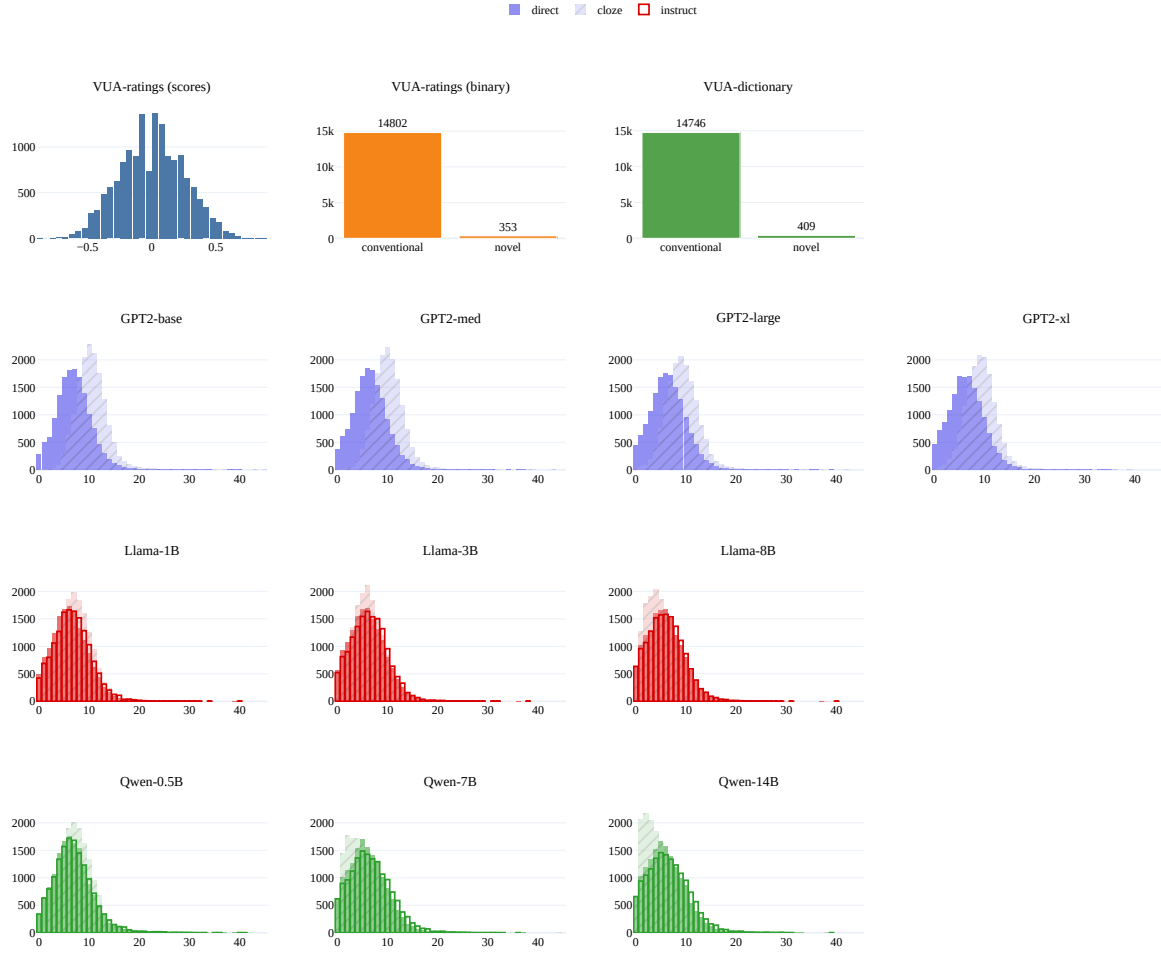 direct cloze instruct
VUA-ratings (scores) VUA-ratings (binary) VUA-dictionary
1000
500
0
−0.5 0 0.5
15k
10k
5k
0
14802
353
conventional novel
15k
10k
5k
0
14746
409
conventional novel
GPT2-base GPT2-med GPT2-large GPT2-xl
2000
1500
1000
500
0
0 10 20 30 40
2000
1500
1000
500
0
0 10 20 30 40
2000
1500
1000
500
0
0 10 20 30 40
2000
1500
1000
500
0
0 10 20 30 40
Llama-1B Llama-3B Llama-8B
2000
1500
1000
500
0
0 10 20 30 40
2000
1500
1000
500
0
0 10 20 30 40
2000
1500
1000
500
0
0 10 20 30 40
Qwen-0.5B Qwen-7B Qwen-14B
2000
1500
1000
500
0
0 10 20 30 40
2000
1500
1000
500
0
0 10 20 30 40
2000
1500
1000
500
0
0 10 20 30 40